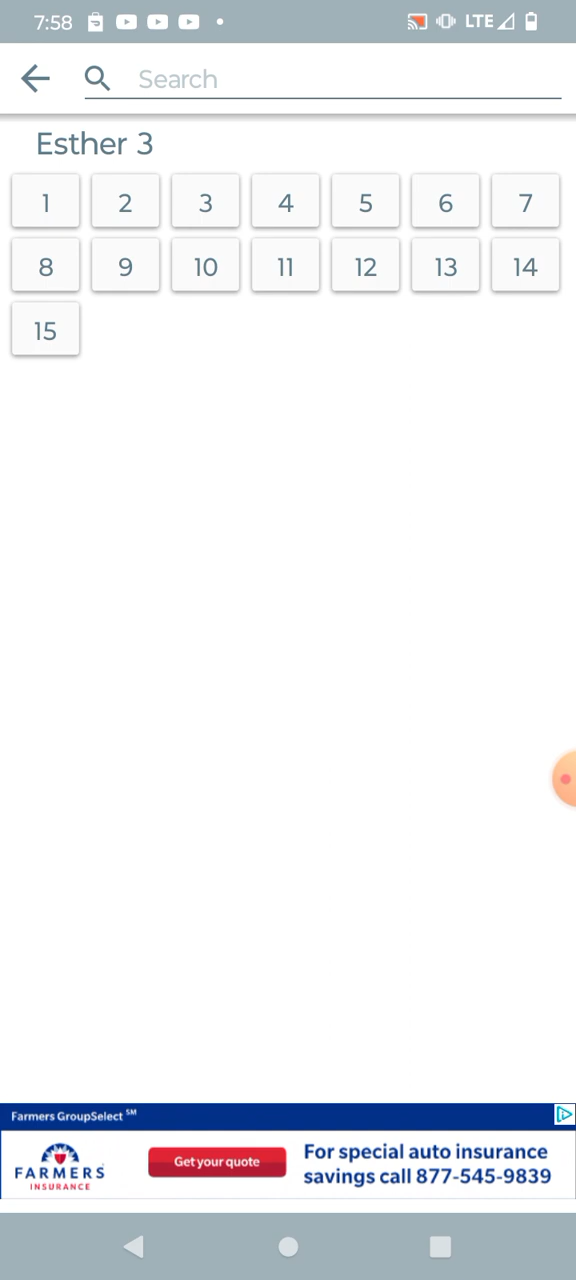 7:58 LTE
Search
Esther 3
1 2 3 4 5 6 7
8 9 10 11 12 13 14
15
Farmers GroupSelect SM
FARMERS
INSURANCE
Get your quote
For special auto insurance
savings call 877-545-9839